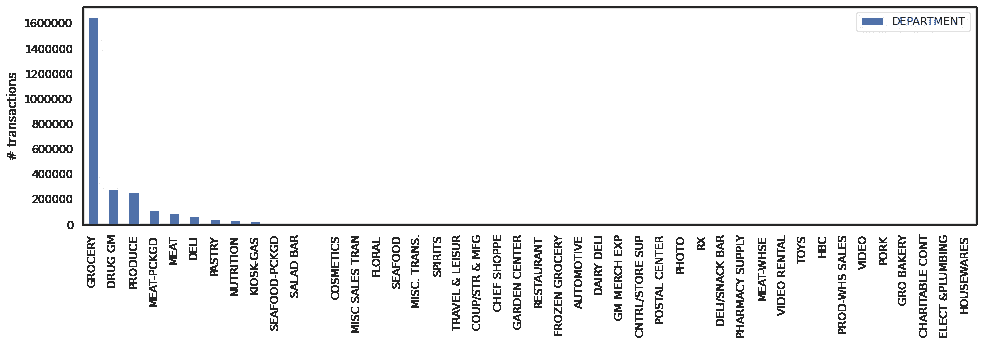 DEPARTMENT
# transactions
1600000
1400000
1200000
1000000
800000
600000
400000
200000
0
GROCERY
DRUG GM
PRODUCE
MEAT-PCKGD
MEAT
DELI
PASTRY
NUTRITION
KIOSK-GAS
SEAFOOD-PCKGD
SALAD BAR
COSMETICS
MISC SALES TRAN
FLORAL
SEAFOOD
MISC. TRANS.
SPIRITS
TRAVEL & LEISUR
COUP/STR & MFG
CHEF SHOPPE
GARDEN CENTER
RESTAURANT
FROZEN GROCERY
AUTOMOTIVE
DAIRY DELI
GM MERCH EXP
CNTRL/STORE SUP
POSTAL CENTER
PHOTO
RX
DELI/SNACK BAR
PHARMACY SUPPLY
MEAT-WHSE
VIDEO RENTAL
TOYS
HBC
PROD-WHS SALES
VIDEO
PORK
GRO BAKERY
CHARITABLE CONT
ELECT &PLUMBING
HOUSEWARES